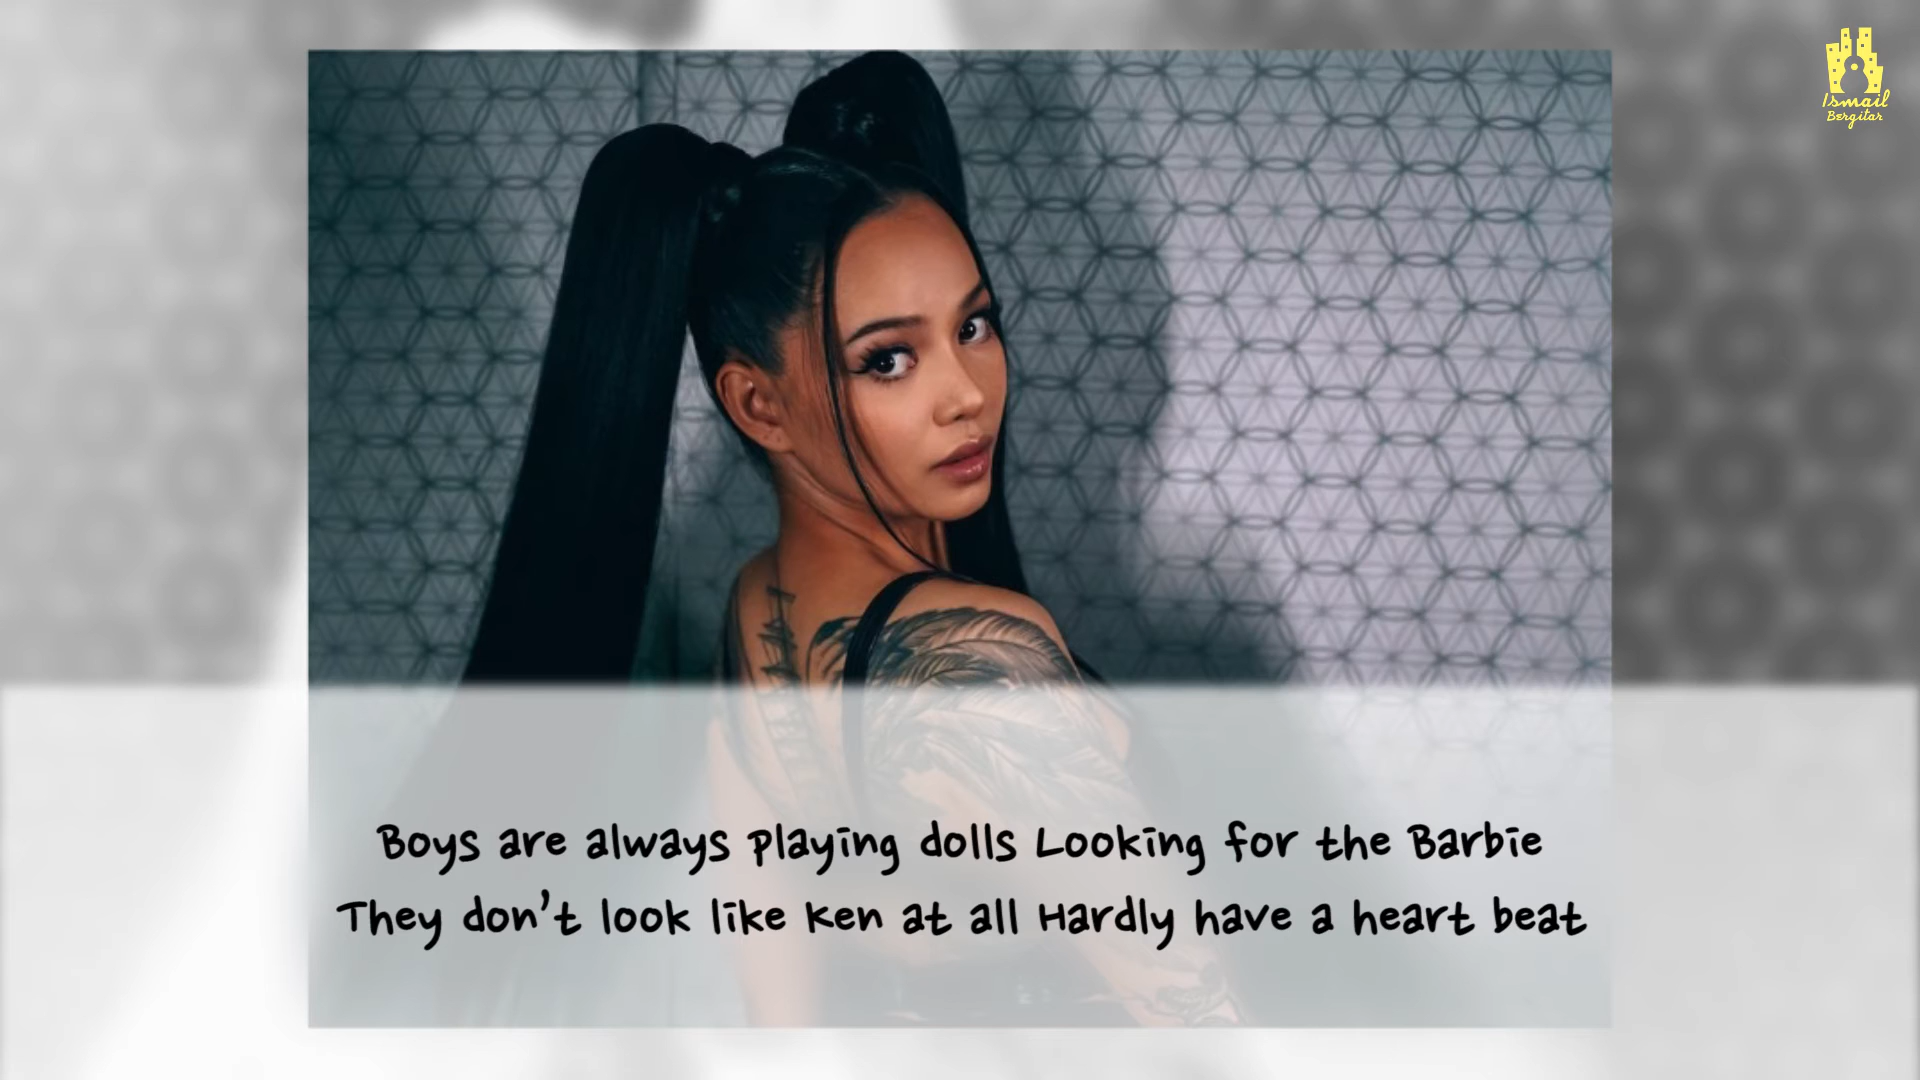 Ismail
Bergitar
Boys are always playing dolls Looking for the Barbie
They don't look like Ken at all Hardly have a heart beat